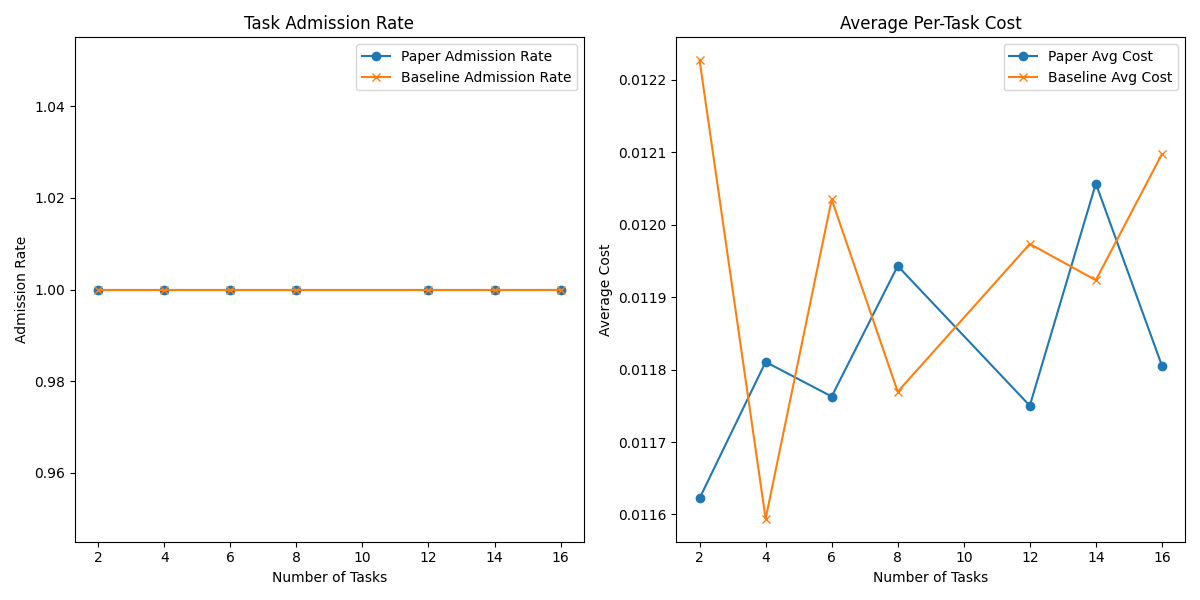 Task Admission Rate
Paper Admission Rate
Baseline Admission Rate
1.04
1.02
1.00
0.98
0.96
Admission Rate
2 4 6 8 10 12 14 16
Number of Tasks
Average Per-Task Cost
Paper Avg Cost
Baseline Avg Cost
0.0122
0.0121
0.0120
0.0119
0.0118
0.0117
0.0116
Average Cost
2 4 6 8 10 12 14 16
Number of Tasks